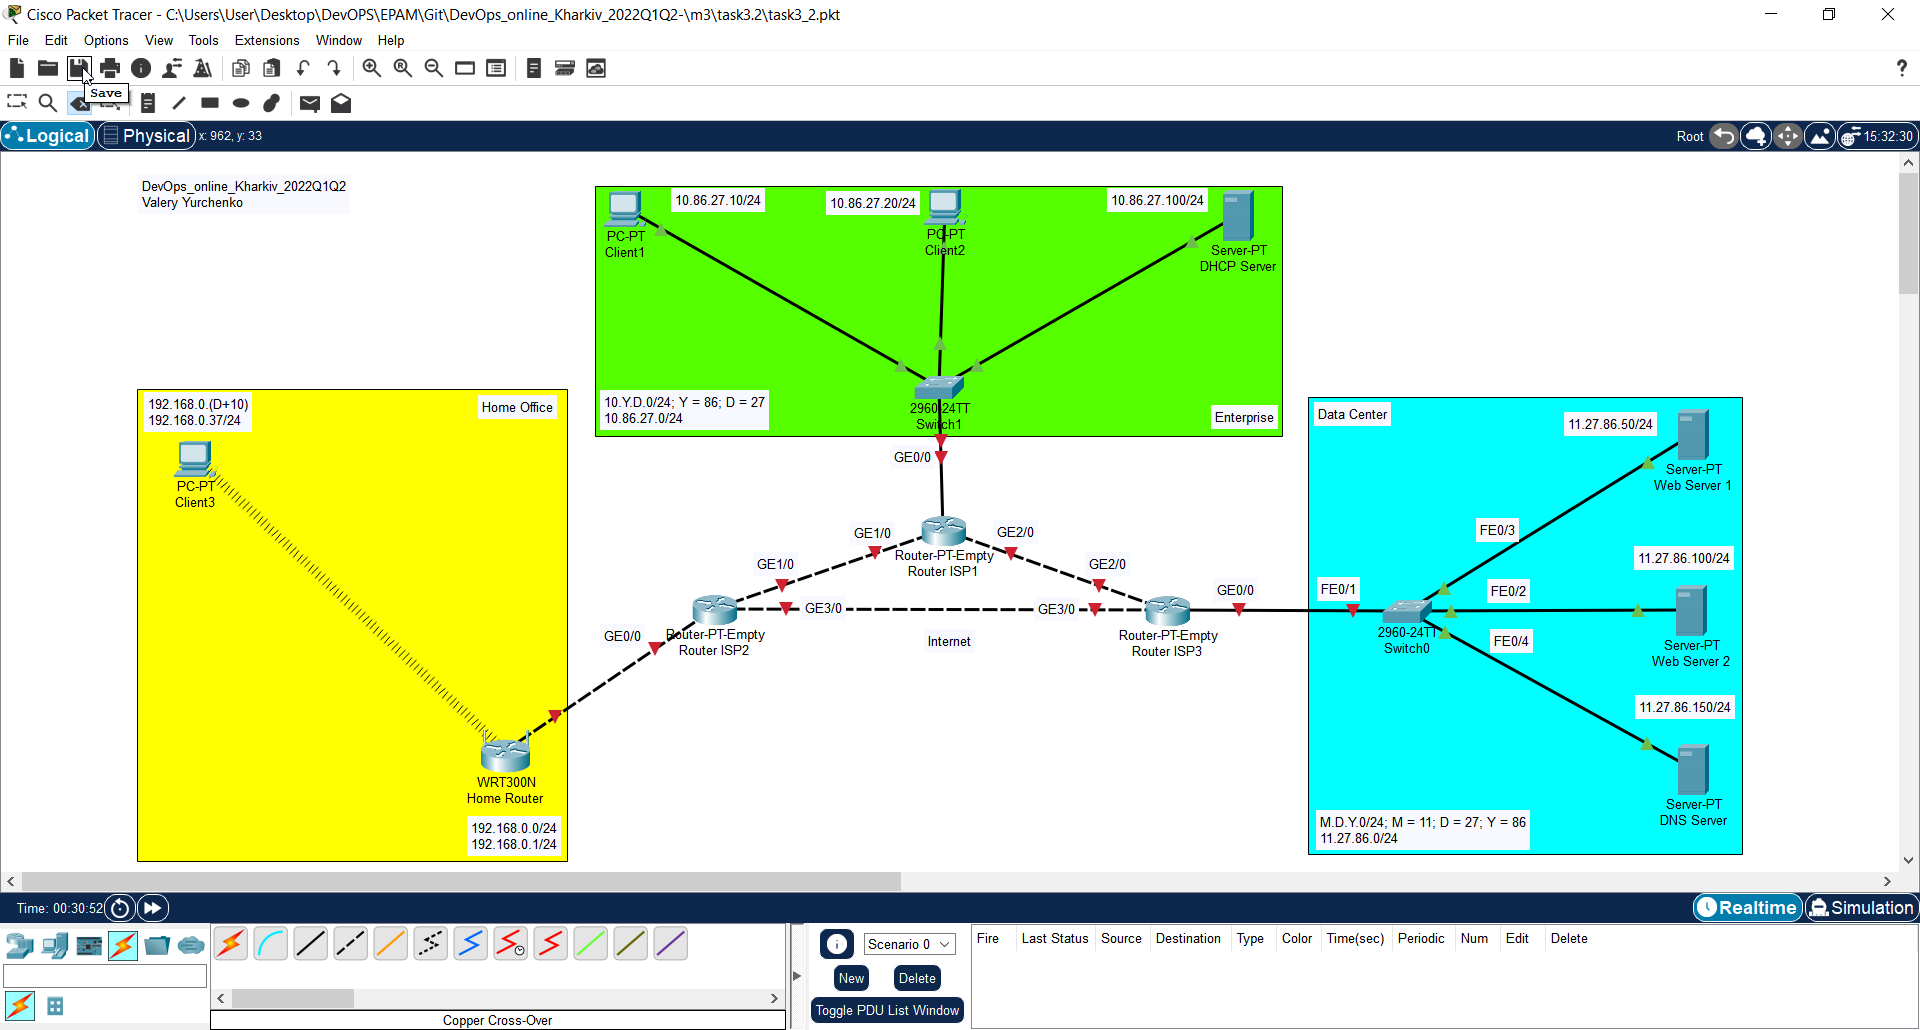 Cisco Packet Tracer - C:\Users\User\Desktop\DevOPS\EPAM\Git\DevOps_online_Kharkiv_2022Q1Q2-\m3\task3.2\task3_2.pkt
File Edit Options View Tools Extensions Window Help
?
Save
Logical Physical x: 962, y: 33 Root 15:32:30
DevOps_online_Kharkiv_2022Q1Q2
Valery Yurchenko
10.86.27.10/24
10.86.27.20/24
10.86.27.100/24
PC-PT
Client1
PC-PT
Client2
Server-PT
DHCP Server
10.Y.D.0/24; Y = 86; D = 27
10.86.27.0/24
2960-24TT
Switch1
Enterprise
192.168.0.(D+10)
192.168.0.37/24
Home Office
PC-PT
Client3
GE0/0
GE1/0
GE2/0
Router-PT-Empty
Router ISP1
GE1/0
GE2/0
GE3/0
GE3/0
GE0/0
Router-PT-Empty
Router ISP2
Internet
Router-PT-Empty
Router ISP3
GE0/0
WRT300N
Home Router
192.168.0.0/24
192.168.0.1/24
Data Center
11.27.86.50/24
Server-PT
Web Server 1
FE0/3
11.27.86.100/24
FE0/1
FE0/2
2960-24TT
Switch0
FE0/4
Server-PT
Web Server 2
11.27.86.150/24
Server-PT
DNS Server
M.D.Y.0/24; M = 11; D = 27; Y = 86
11.27.86.0/24
Time: 00:30:52
Realtime Simulation
Scenario 0
New Delete
Toggle PDU List Window
Fire Last Status Source Destination Type Color Time(sec) Periodic Num Edit Delete
Copper Cross-Over